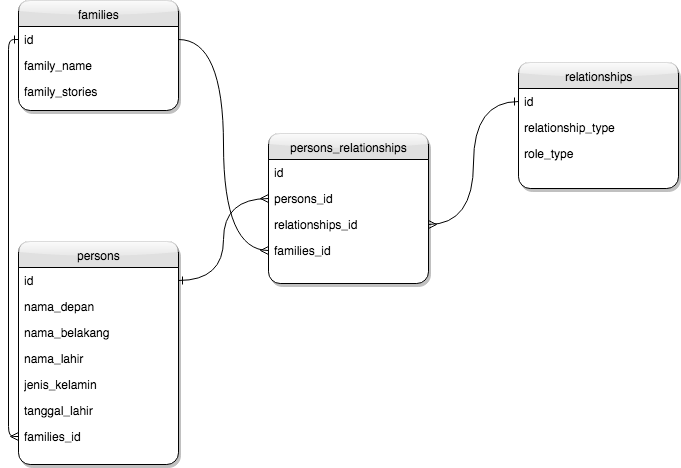 families
id
family_name
family_stories
relationships
id
relationship_type
role_type
persons_relationships
id
persons_id
relationships_id
families_id
persons
id
nama_depan
nama_belakang
nama_lahir
jenis_kelamin
tanggal_lahir
families_id